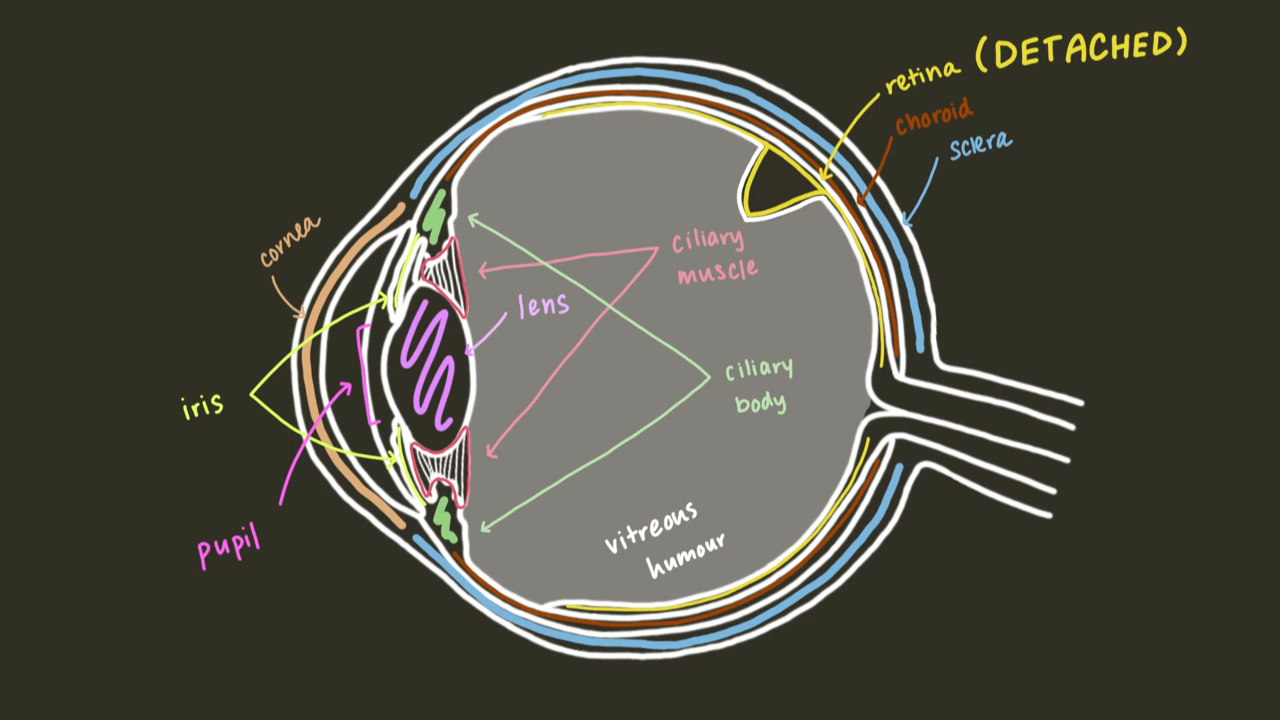 retina (DETACHED)
choroid
sclera
cornea
ciliary
muscle
lens
ciliary
body
iris
pupil
vitreous
humour